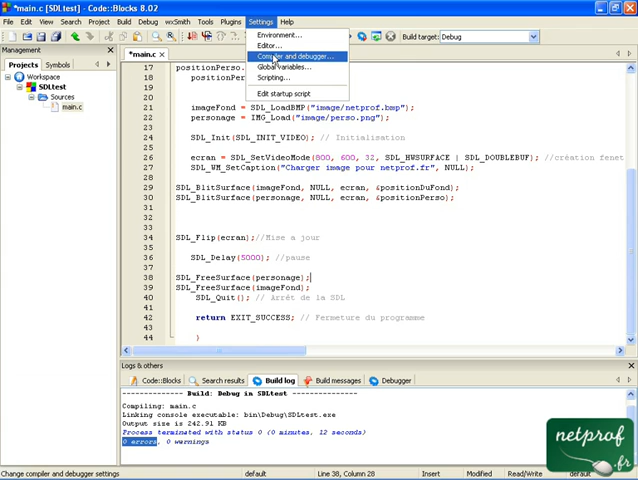 *main.c [SDLtest] - Code::Blocks 8.02
File Edit View Search Project Build Debug wxSmith Tools Plugins Settings Help
Build target: Debug
Environment...
Editor...
Compiler and debugger...
Global variables...
Scripting...
Edit startup script
Management
Projects Symbols
Workspace
SDLtest
Sources
main.c
*main.c
17 positionPerso.
18 positionPers
19
20
21 imageFond = SDL_LoadBMP("image/netprof.bmp");
22 personage = IMG_Load("image/perso.png");
23
24 SDL_Init(SDL_INIT_VIDEO); // Initialisation
25
26 ecran = SDL_SetVideoMode(800, 600, 32, SDL_HWSURFACE | SDL_DOUBLEBUF); //création fenet
27 SDL_WM_SetCaption("Charger image pour netprof.fr", NULL);
28
29 SDL_BlitSurface(imageFond, NULL, ecran, &positionDuFond);
30 SDL_BlitSurface(personage, NULL, ecran, &positionPerso);
31
32
33
34 SDL_Flip(ecran);//Mise a jour
35
36 SDL_Delay(5000); //pause
37
38 SDL_FreeSurface(personage);
39 SDL_FreeSurface(imageFond);
40 SDL_Quit(); // Arrêt de la SDL
41
42 return EXIT_SUCCESS; // Fermeture du programme
43
44 }
Logs & others
Code::Blocks Search results Build log Build messages Debugger
-------------- Build: Debug in SDLtest ---------------
Compiling: main.c
Linking console executable: bin\Debug\SDLtest.exe
Output size is 242.91 KB
Process terminated with status 0 (0 minutes, 12 seconds)
0 errors, 0 warnings
netprof
.fr
Change compiler and debugger settings default Line 38, Column 28 Insert Modified Read/Write default